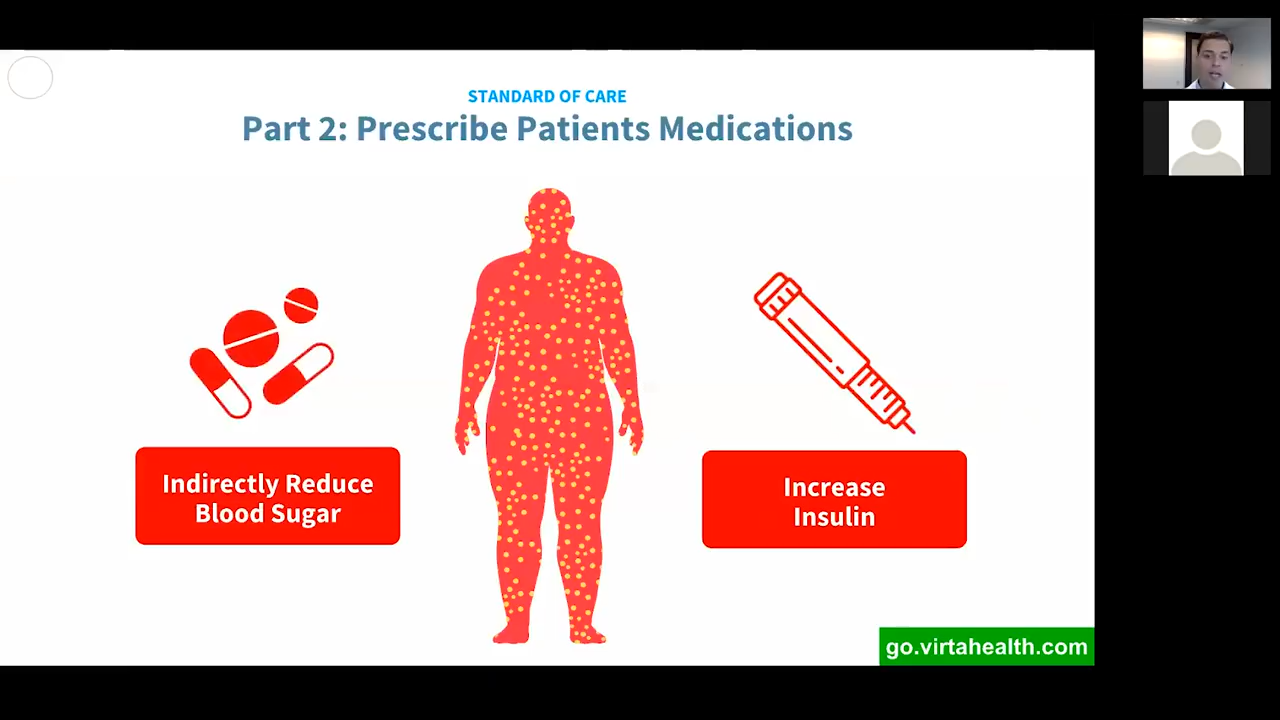 STANDARD OF CARE
Part 2: Prescribe Patients Medications
Indirectly Reduce
Blood Sugar
Increase
Insulin
go.virtahealth.com